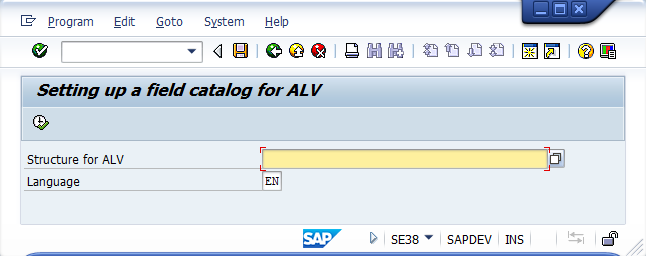 Program Edit Goto System Help
Setting up a field catalog for ALV
Structure for ALV
Language EN
SAP SE38 SAPDEV INS